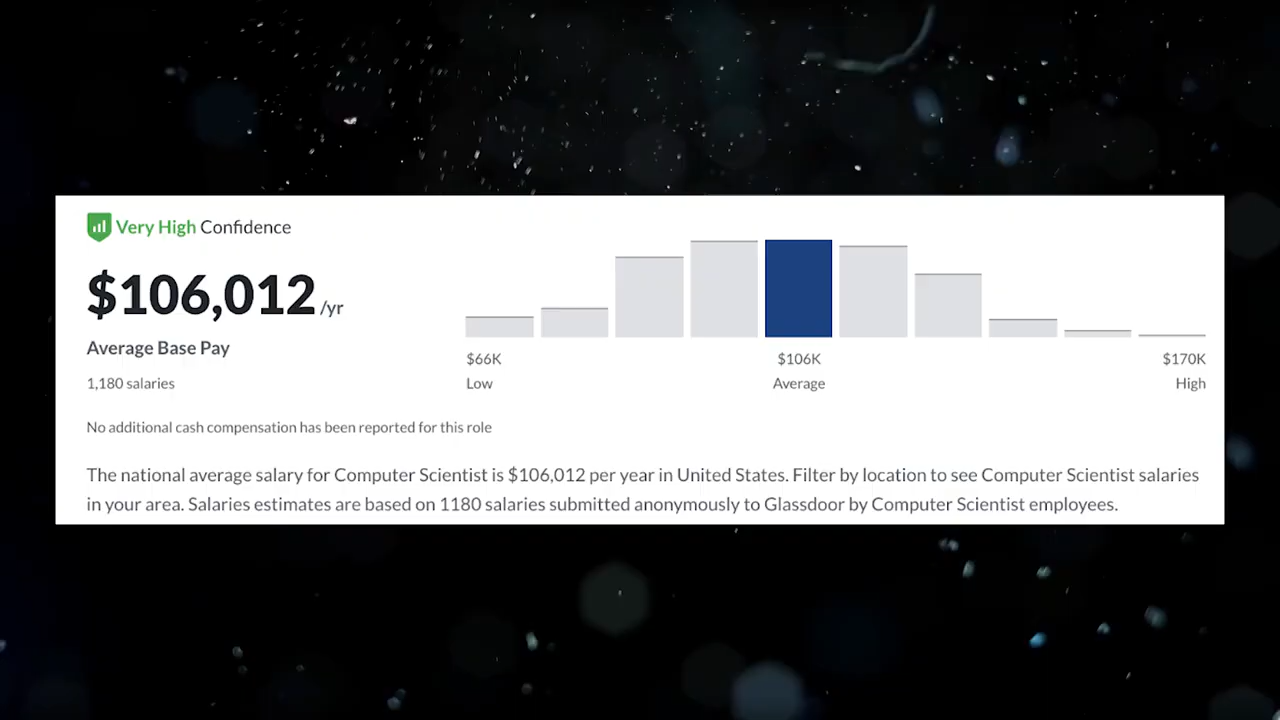 Very High Confidence
$106,012 /yr
Average Base Pay
1,180 salaries
$66K
Low
$106K
Average
$170K
High
No additional cash compensation has been reported for this role
The national average salary for Computer Scientist is $106,012 per year in United States. Filter by location to see Computer Scientist salaries
in your area. Salaries estimates are based on 1180 salaries submitted anonymously to Glassdoor by Computer Scientist employees.